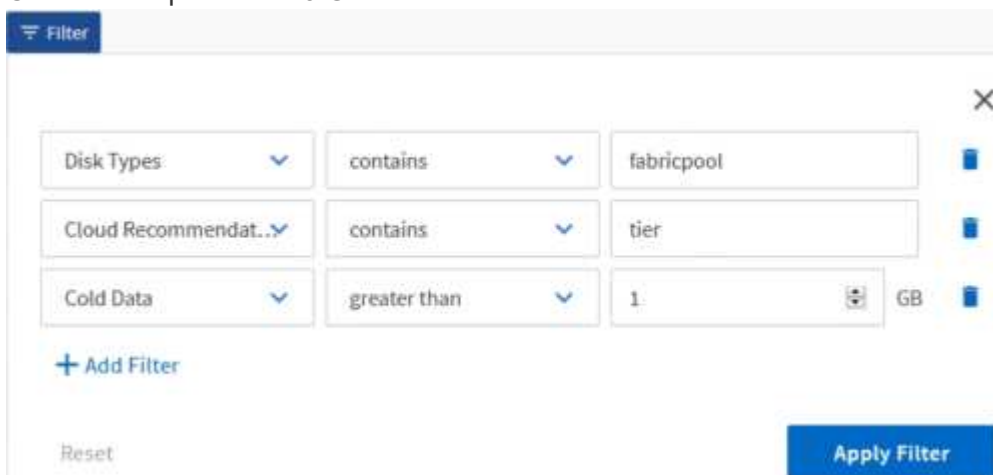 Filter
Disk Types contains fabricpool
Cloud Recommendat... contains tier
Cold Data greater than 1 GB
+ Add Filter
Reset Apply Filter